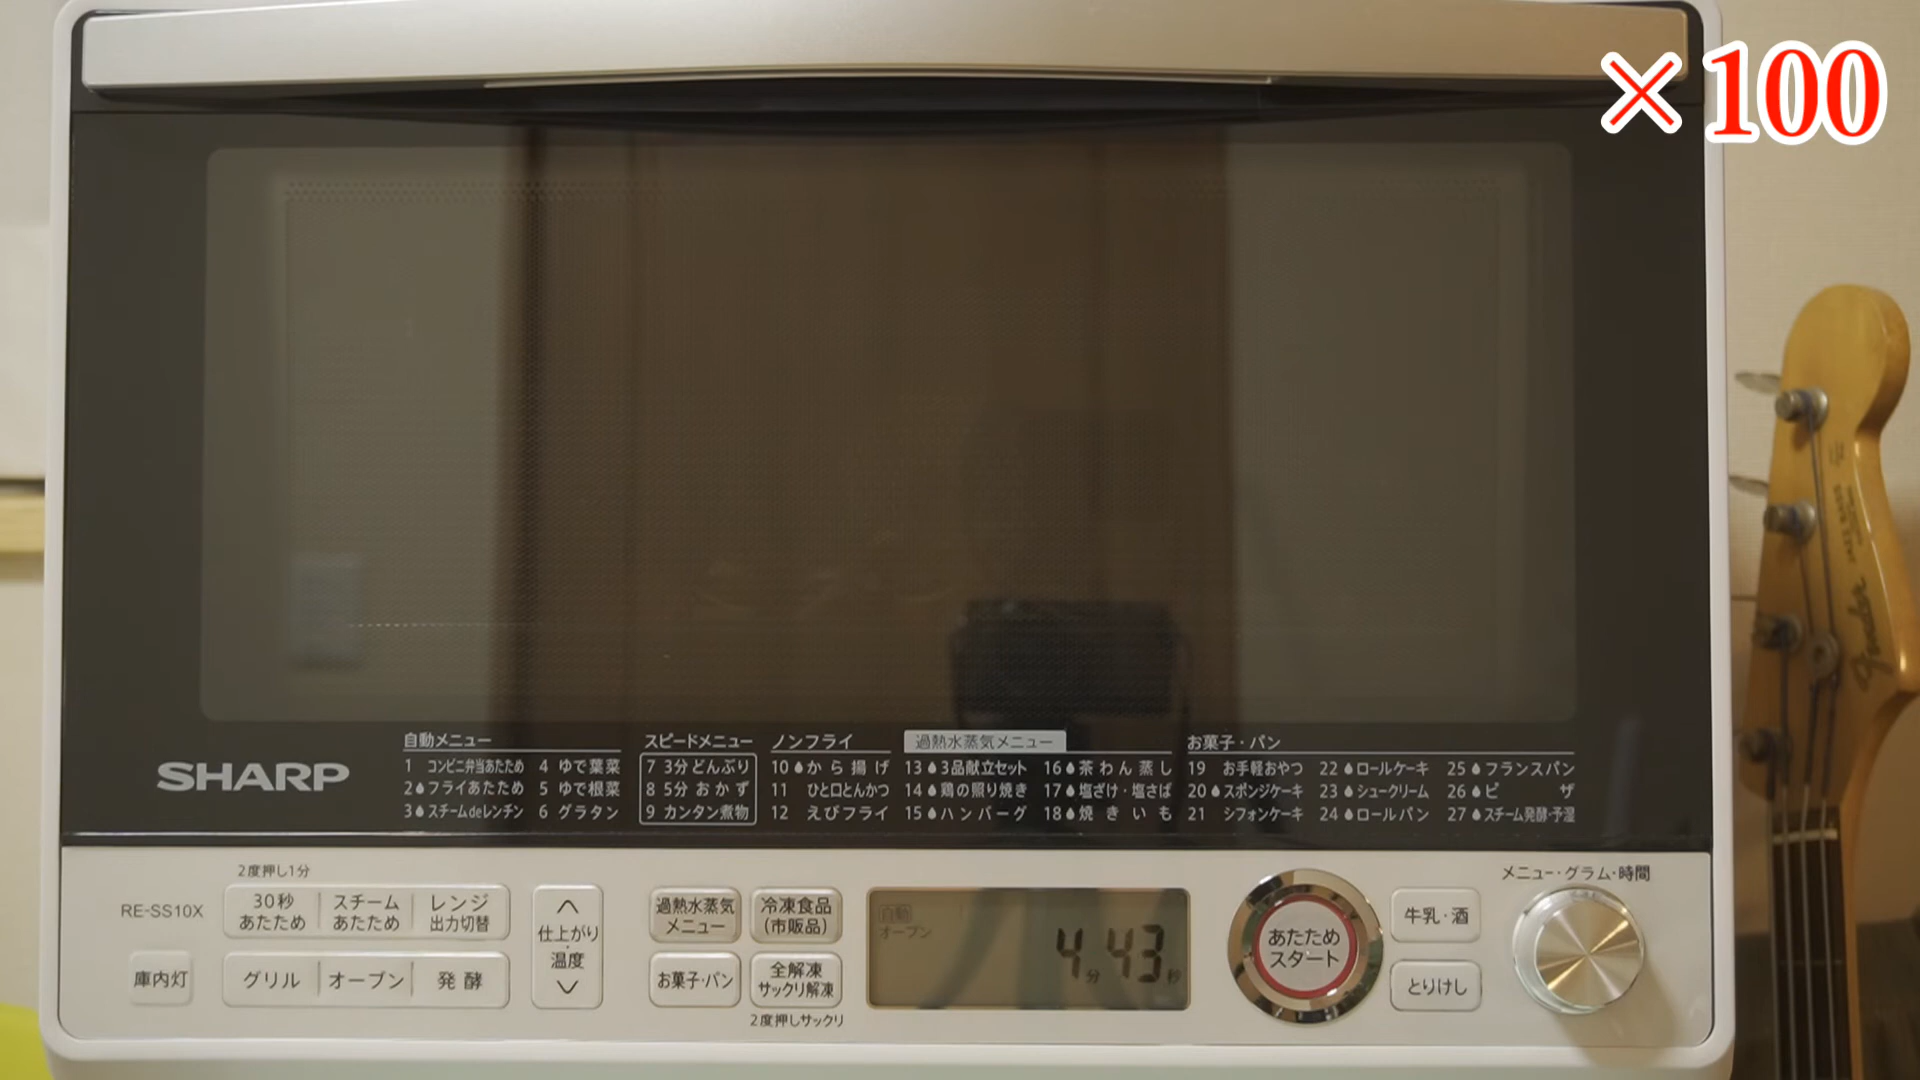 ×100
自動メニュー
1 コンビニ弁当あたため 4 ゆで葉菜
2 フライあたため 5 ゆで根菜
3 スチームdeレンチン 6 グラタン
スピードメニュー
7 3分どんぶり
8 5分おかず
9 カンタン煮物
ノンフライ
10 から揚げ
11 ひと口とんかつ
12 えびフライ
過熱水蒸気メニュー
13 3品献立セット 16 茶わん蒸し
14 鶏の照り焼き 17 塩ざけ・塩さば
15 ハンバーグ 18 焼きいも
お菓子・パン
19 お手軽おやつ 22 ロールケーキ 25 フランスパン
20 スポンジケーキ 23 シュークリーム 26 ピザ
21 シフォンケーキ 24 ロールパン 27 スチーム発酵・予湿
SHARP
RE-SS10X
2度押し1分
30秒
あたため
スチーム
あたため
レンジ
出力切替
庫内灯
グリル
オーブン
発酵
仕上がり
・
温度
過熱水蒸気
メニュー
冷凍食品
(市販品)
お菓子・パン
全解凍
サックリ解凍
2度押しサックリ
自動
オーブン
4分43秒
あたため
スタート
牛乳・酒
とりけし
メニュー・グラム・時間
Fender
JAZZ BASS